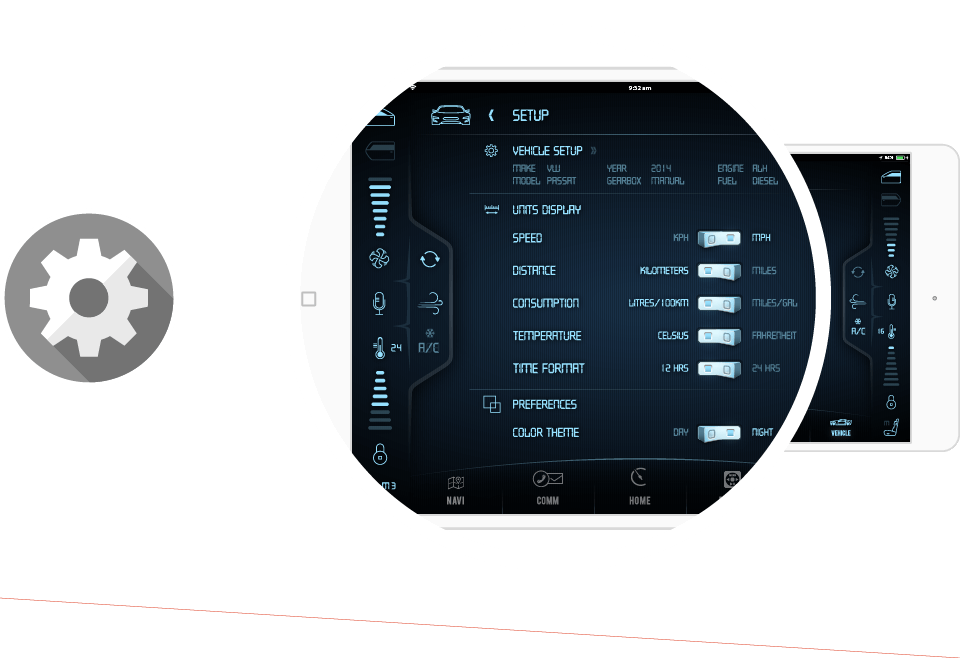 9:52 am
SETUP
VEHICLE SETUP »
MAKE VW YEAR 2014 ENGINE
MODEL PASSAT GEARBOX MANUAL FUEL DIESEL
UNITS DISPLAY
SPEED KPH MPH
DISTANCE KILOMETERS MILES
CONSUMPTION LITRES/100KM MILES/GAL
TEMPERATURE CELSIUS FAHRENHEIT
TIME FORMAT 12 HRS 24 HRS
PREFERENCES
COLOR THEME DAY NIGHT
24
A/C
M3
NAVI COMM HOME
A/C
16
VEHICLE